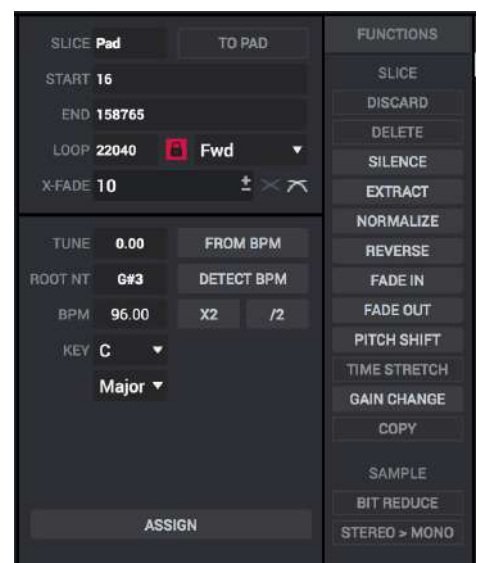 SLICE Pad TO PAD
START 16
END 158765
LOOP 22040 Fwd
X-FADE 10
TUNE 0.00 FROM BPM
ROOT NT G#3 DETECT BPM
BPM 96.00 X2 /2
KEY C
Major
ASSIGN
FUNCTIONS
SLICE
DISCARD
DELETE
SILENCE
EXTRACT
NORMALIZE
REVERSE
FADE IN
FADE OUT
PITCH SHIFT
TIME STRETCH
GAIN CHANGE
COPY
SAMPLE
BIT REDUCE
STEREO > MONO